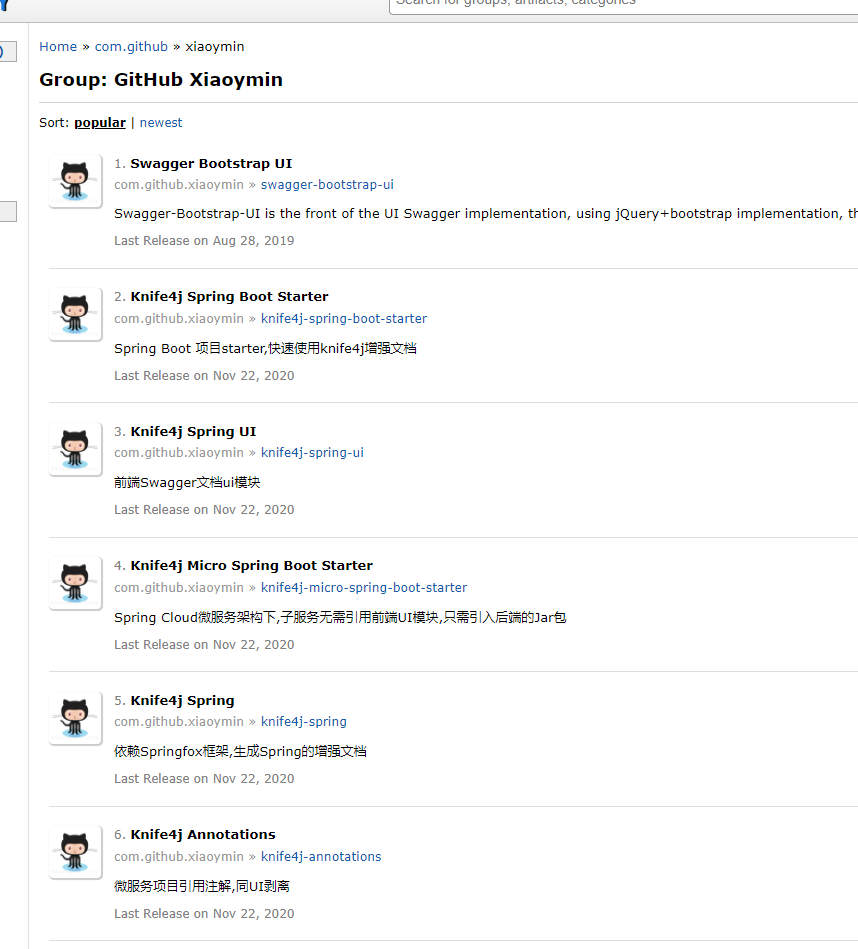 Search for groups, artifacts, categories
Home » com.github » xiaoymin
Group: GitHub Xiaoymin
Sort: popular | newest
1. Swagger Bootstrap UI
com.github.xiaoymin » swagger-bootstrap-ui
Swagger-Bootstrap-UI is the front of the UI Swagger implementation, using jQuery+bootstrap implementation,
Last Release on Aug 28, 2019
2. Knife4j Spring Boot Starter
com.github.xiaoymin » knife4j-spring-boot-starter
Spring Boot 项目starter,快速使用knife4j增强文档
Last Release on Nov 22, 2020
3. Knife4j Spring UI
com.github.xiaoymin » knife4j-spring-ui
前端Swagger文档ui模块
Last Release on Nov 22, 2020
4. Knife4j Micro Spring Boot Starter
com.github.xiaoymin » knife4j-micro-spring-boot-starter
Spring Cloud微服务架构下,子服务无需引用前端UI模块,只需引入后端的Jar包
Last Release on Nov 22, 2020
5. Knife4j Spring
com.github.xiaoymin » knife4j-spring
依赖Springfox框架,生成Spring的增强文档
Last Release on Nov 22, 2020
6. Knife4j Annotations
com.github.xiaoymin » knife4j-annotations
微服务项目引用注解,同UI剥离
Last Release on Nov 22, 2020